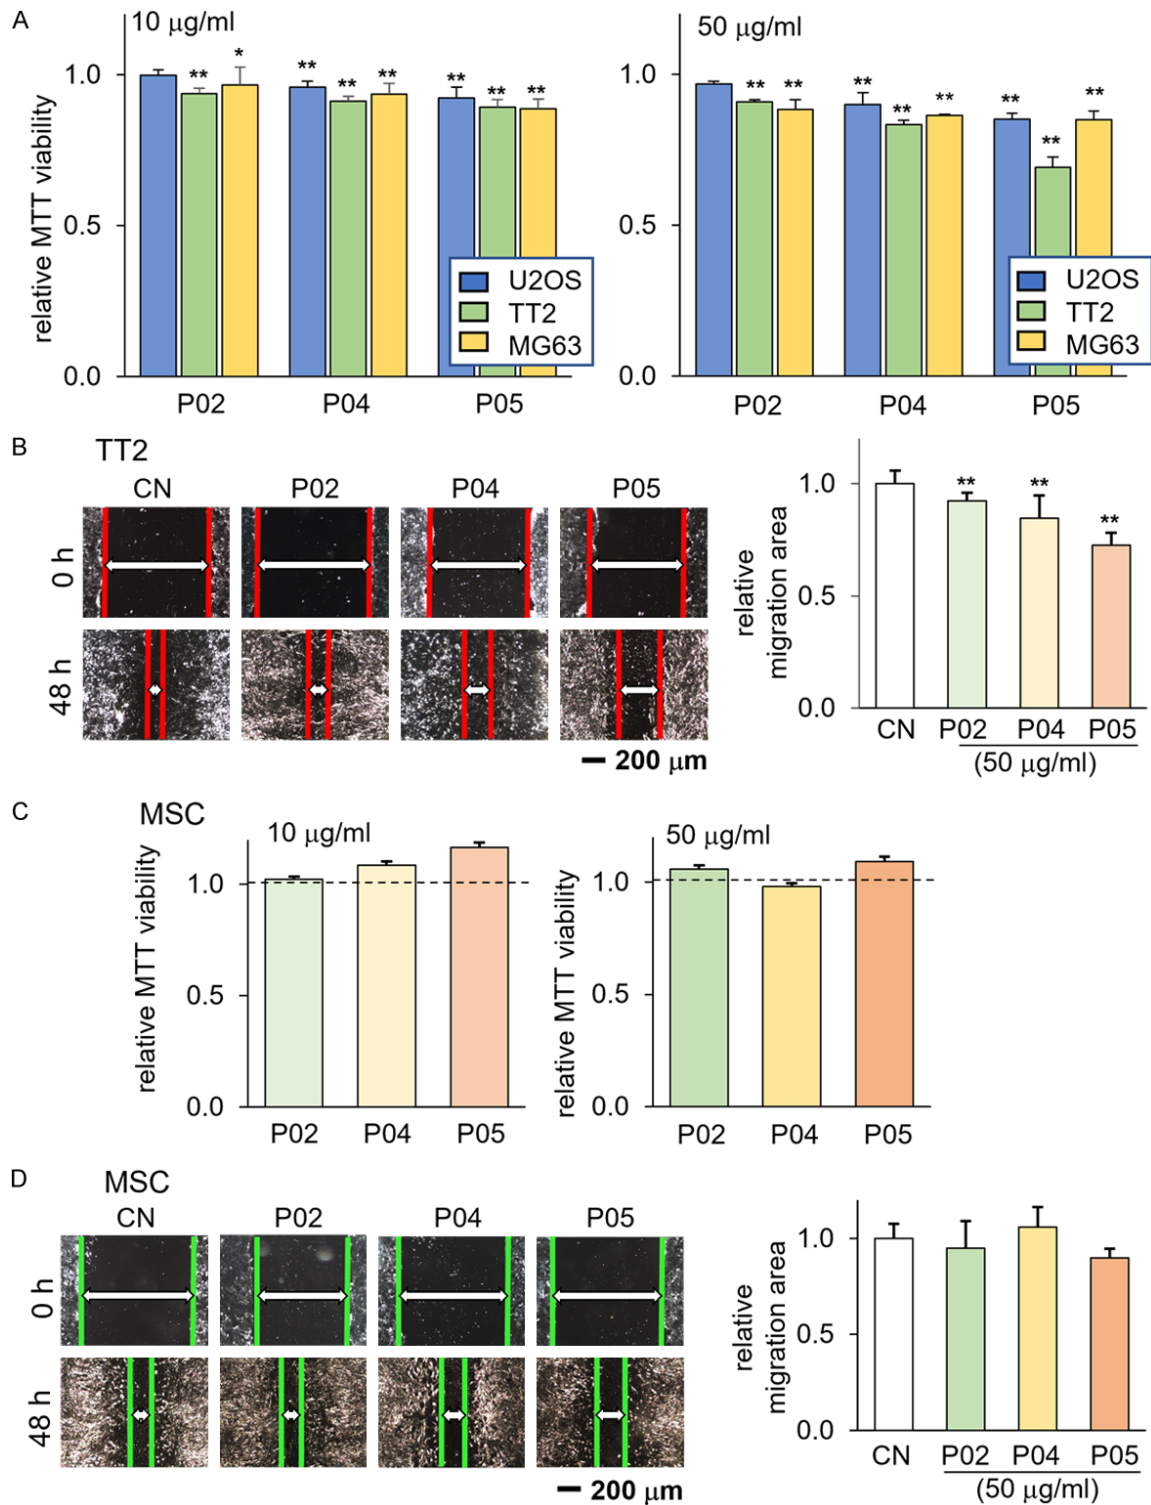 A
10 μg/ml
50 μg/ml
relative MTT viability
1.0
0.5
0.0
** * ** ** ** ** ** **
P02 P04 P05
U2OS
TT2
MG63
1.0
0.5
0.0
** ** ** ** ** ** ** **
P02 P04 P05
U2OS
TT2
MG63
B
TT2
CN P02 P04 P05
0 h
48 h
200 μm
relative
migration area
1.0
0.5
0.0
** ** **
CN P02 P04 P05
(50 μg/ml)
C
MSC
10 μg/ml
relative MTT viability
1.0
0.5
0.0
P02 P04 P05
50 μg/ml
relative MTT viability
1.0
0.5
0.0
P02 P04 P05
D
MSC
CN P02 P04 P05
0 h
48 h
200 μm
relative
migration area
1.0
0.5
0.0
CN P02 P04 P05
(50 μg/ml)